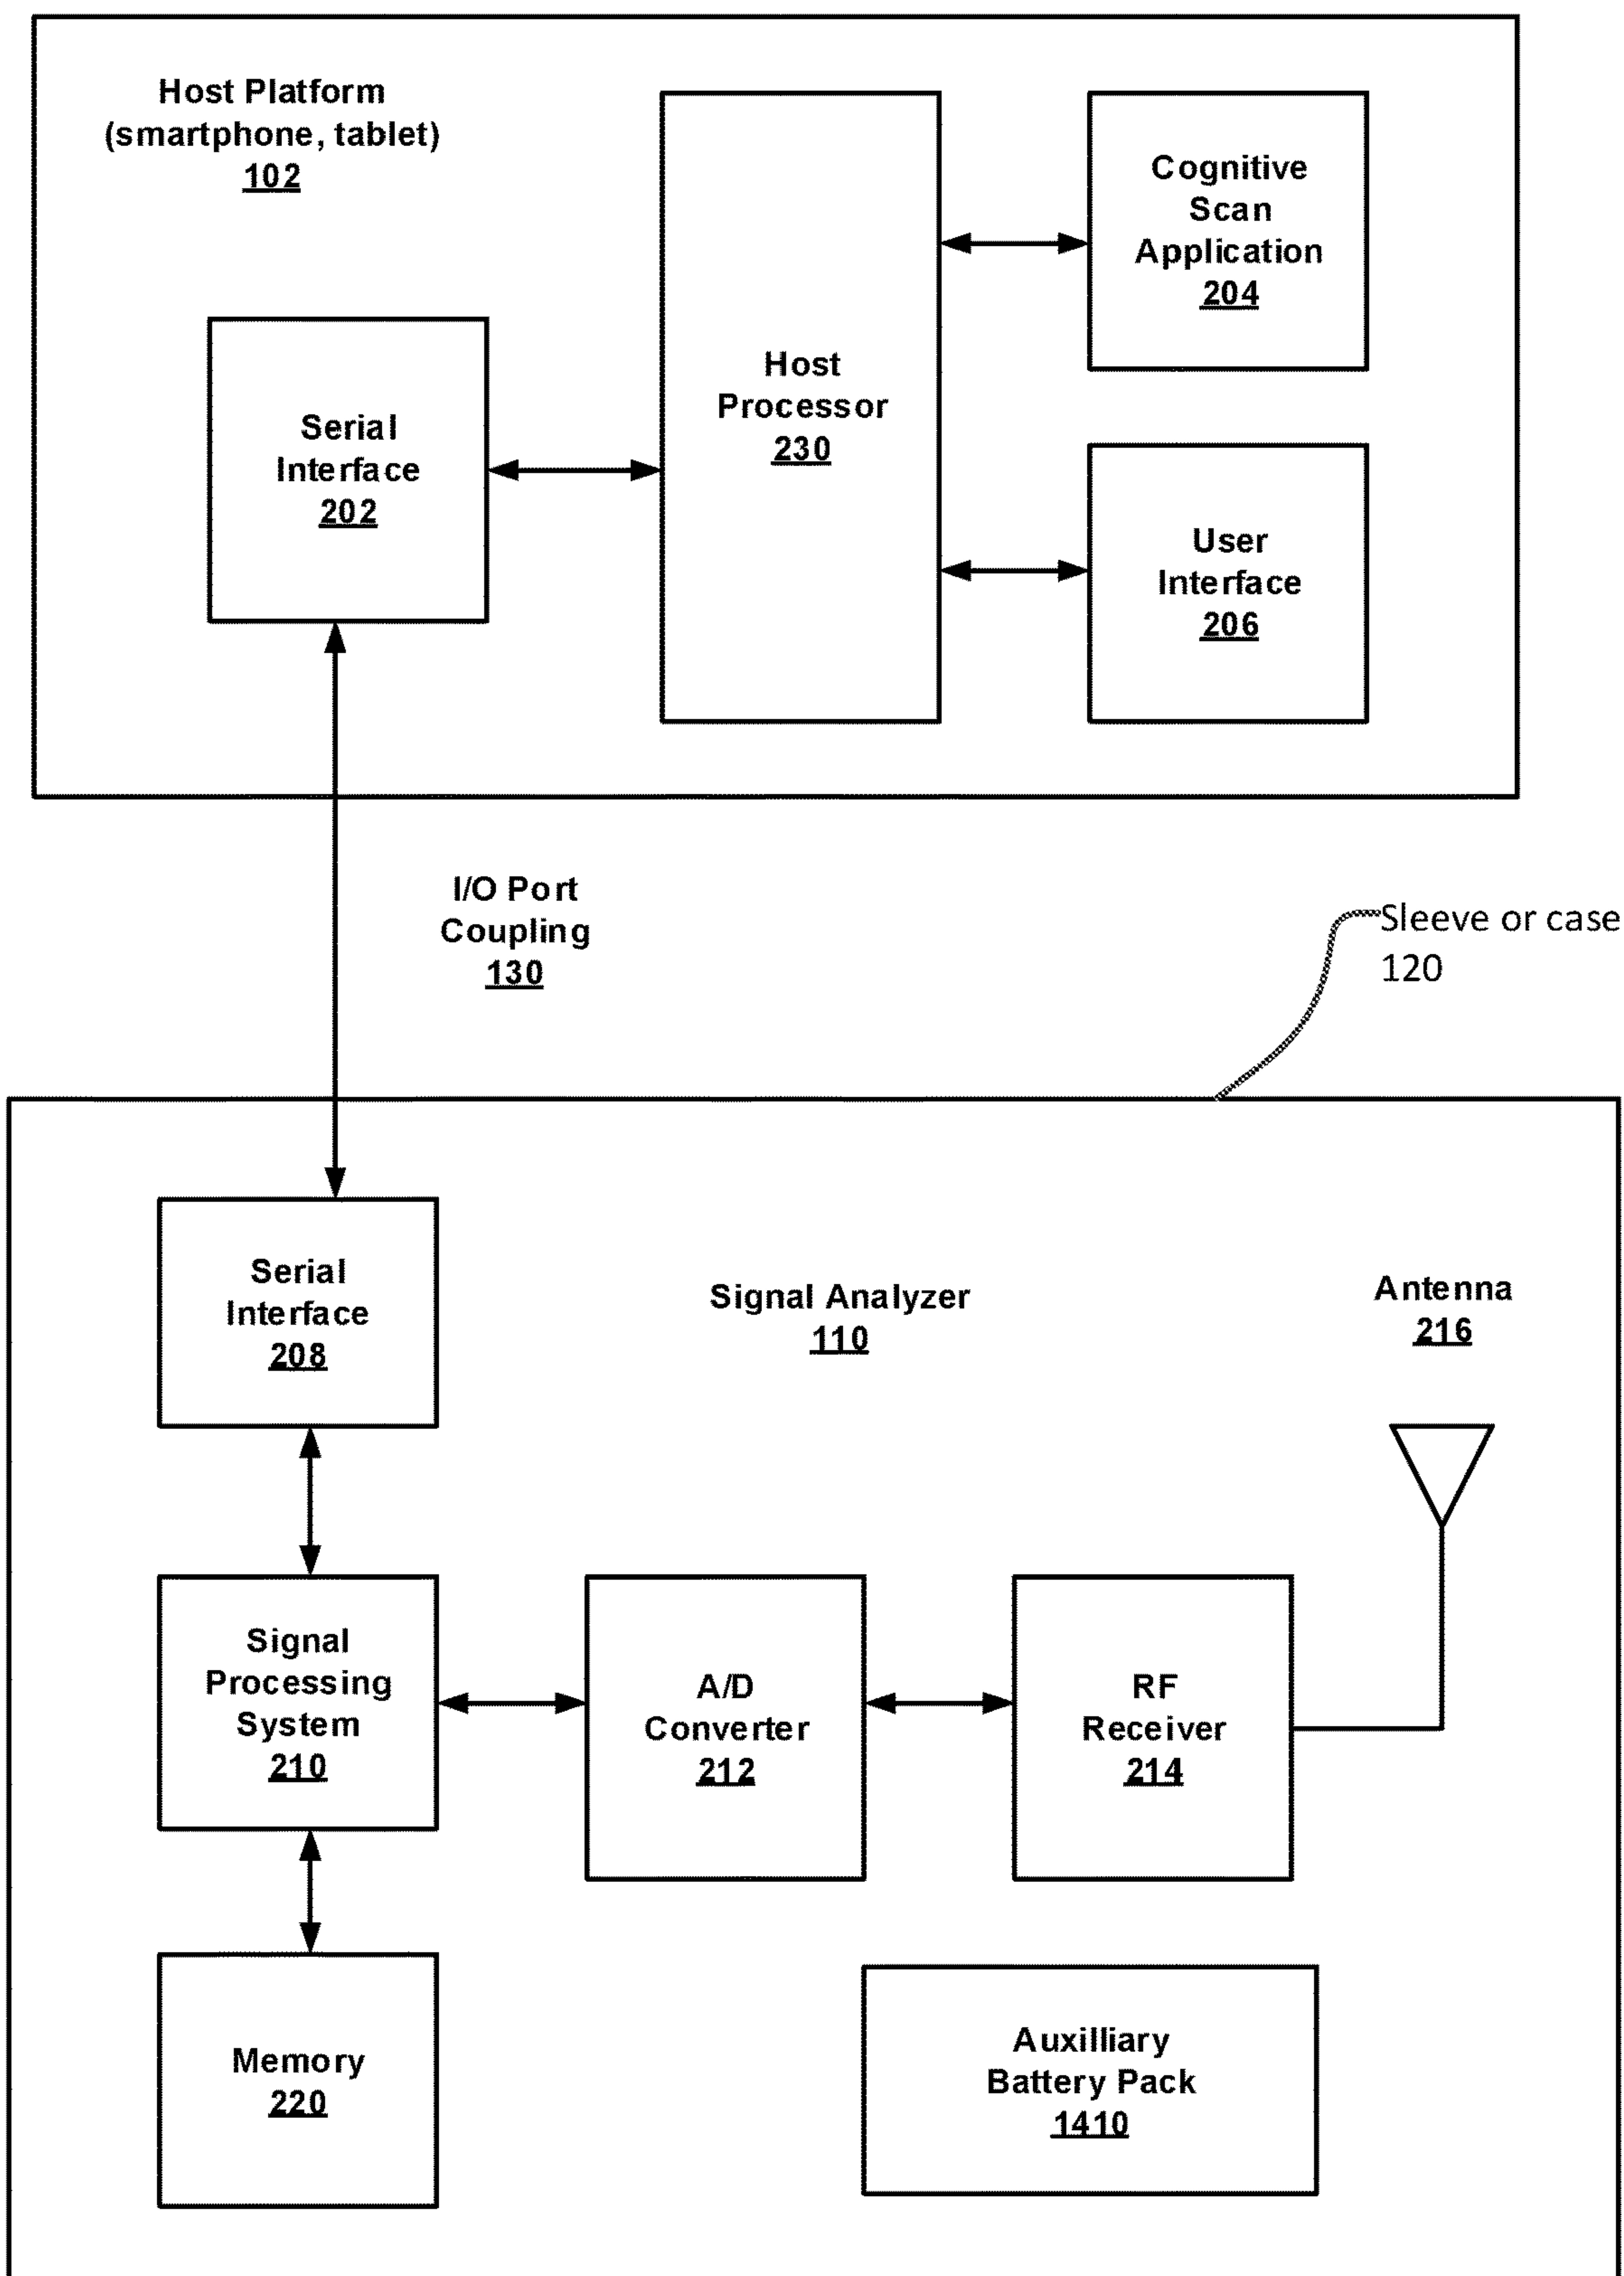 Host Platform
(smartphone, tablet)
102
Cognitive
Scan
Application
204
Host
Processor
230
Serial
Interface
202
User
Interface
206
I/O Port
Coupling
130
Sleeve or case
120
Serial
Interface
208
Signal Analyzer
110
Antenna
216
Signal
Processing
System
210
A/D
Converter
212
RF
Receiver
214
Memory
220
Auxilliary
Battery Pack
1410